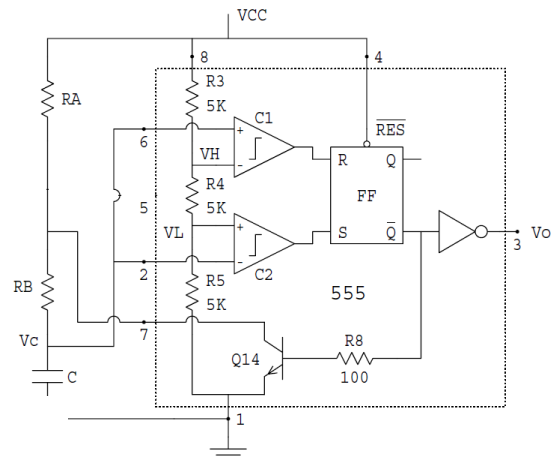 VCC
8
4
RA
R3
5K
C1
+
6
RES
VH
-
R
Q
R4
5K
FF
5
VL
+
S
Q
Vo
3
2
-
C2
RB
R5
5K
555
7
R8
Vc
Q14
100
C
1